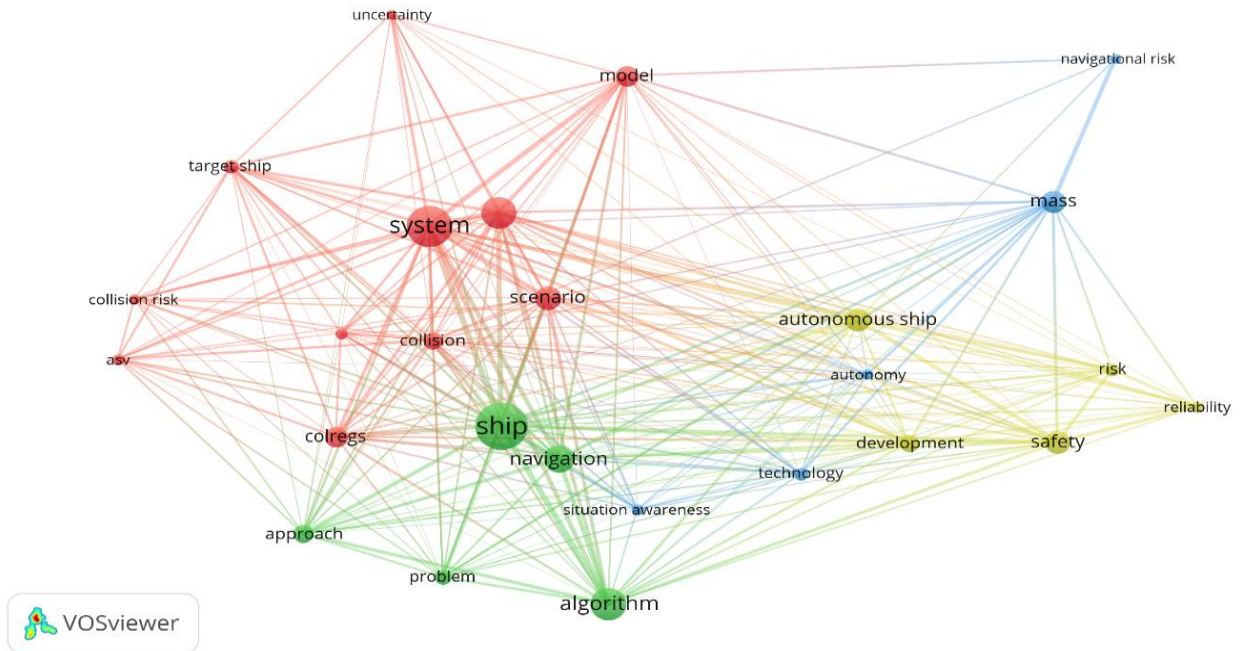 uncertainty
navigational risk
model
target ship
mass
system
scenario
collision risk
autonomous ship
collision
asv
autonomy
risk
reliability
ship
colregs
development
safety
navigation
technology
situation awareness
approach
problem
algorithm
VOSviewer